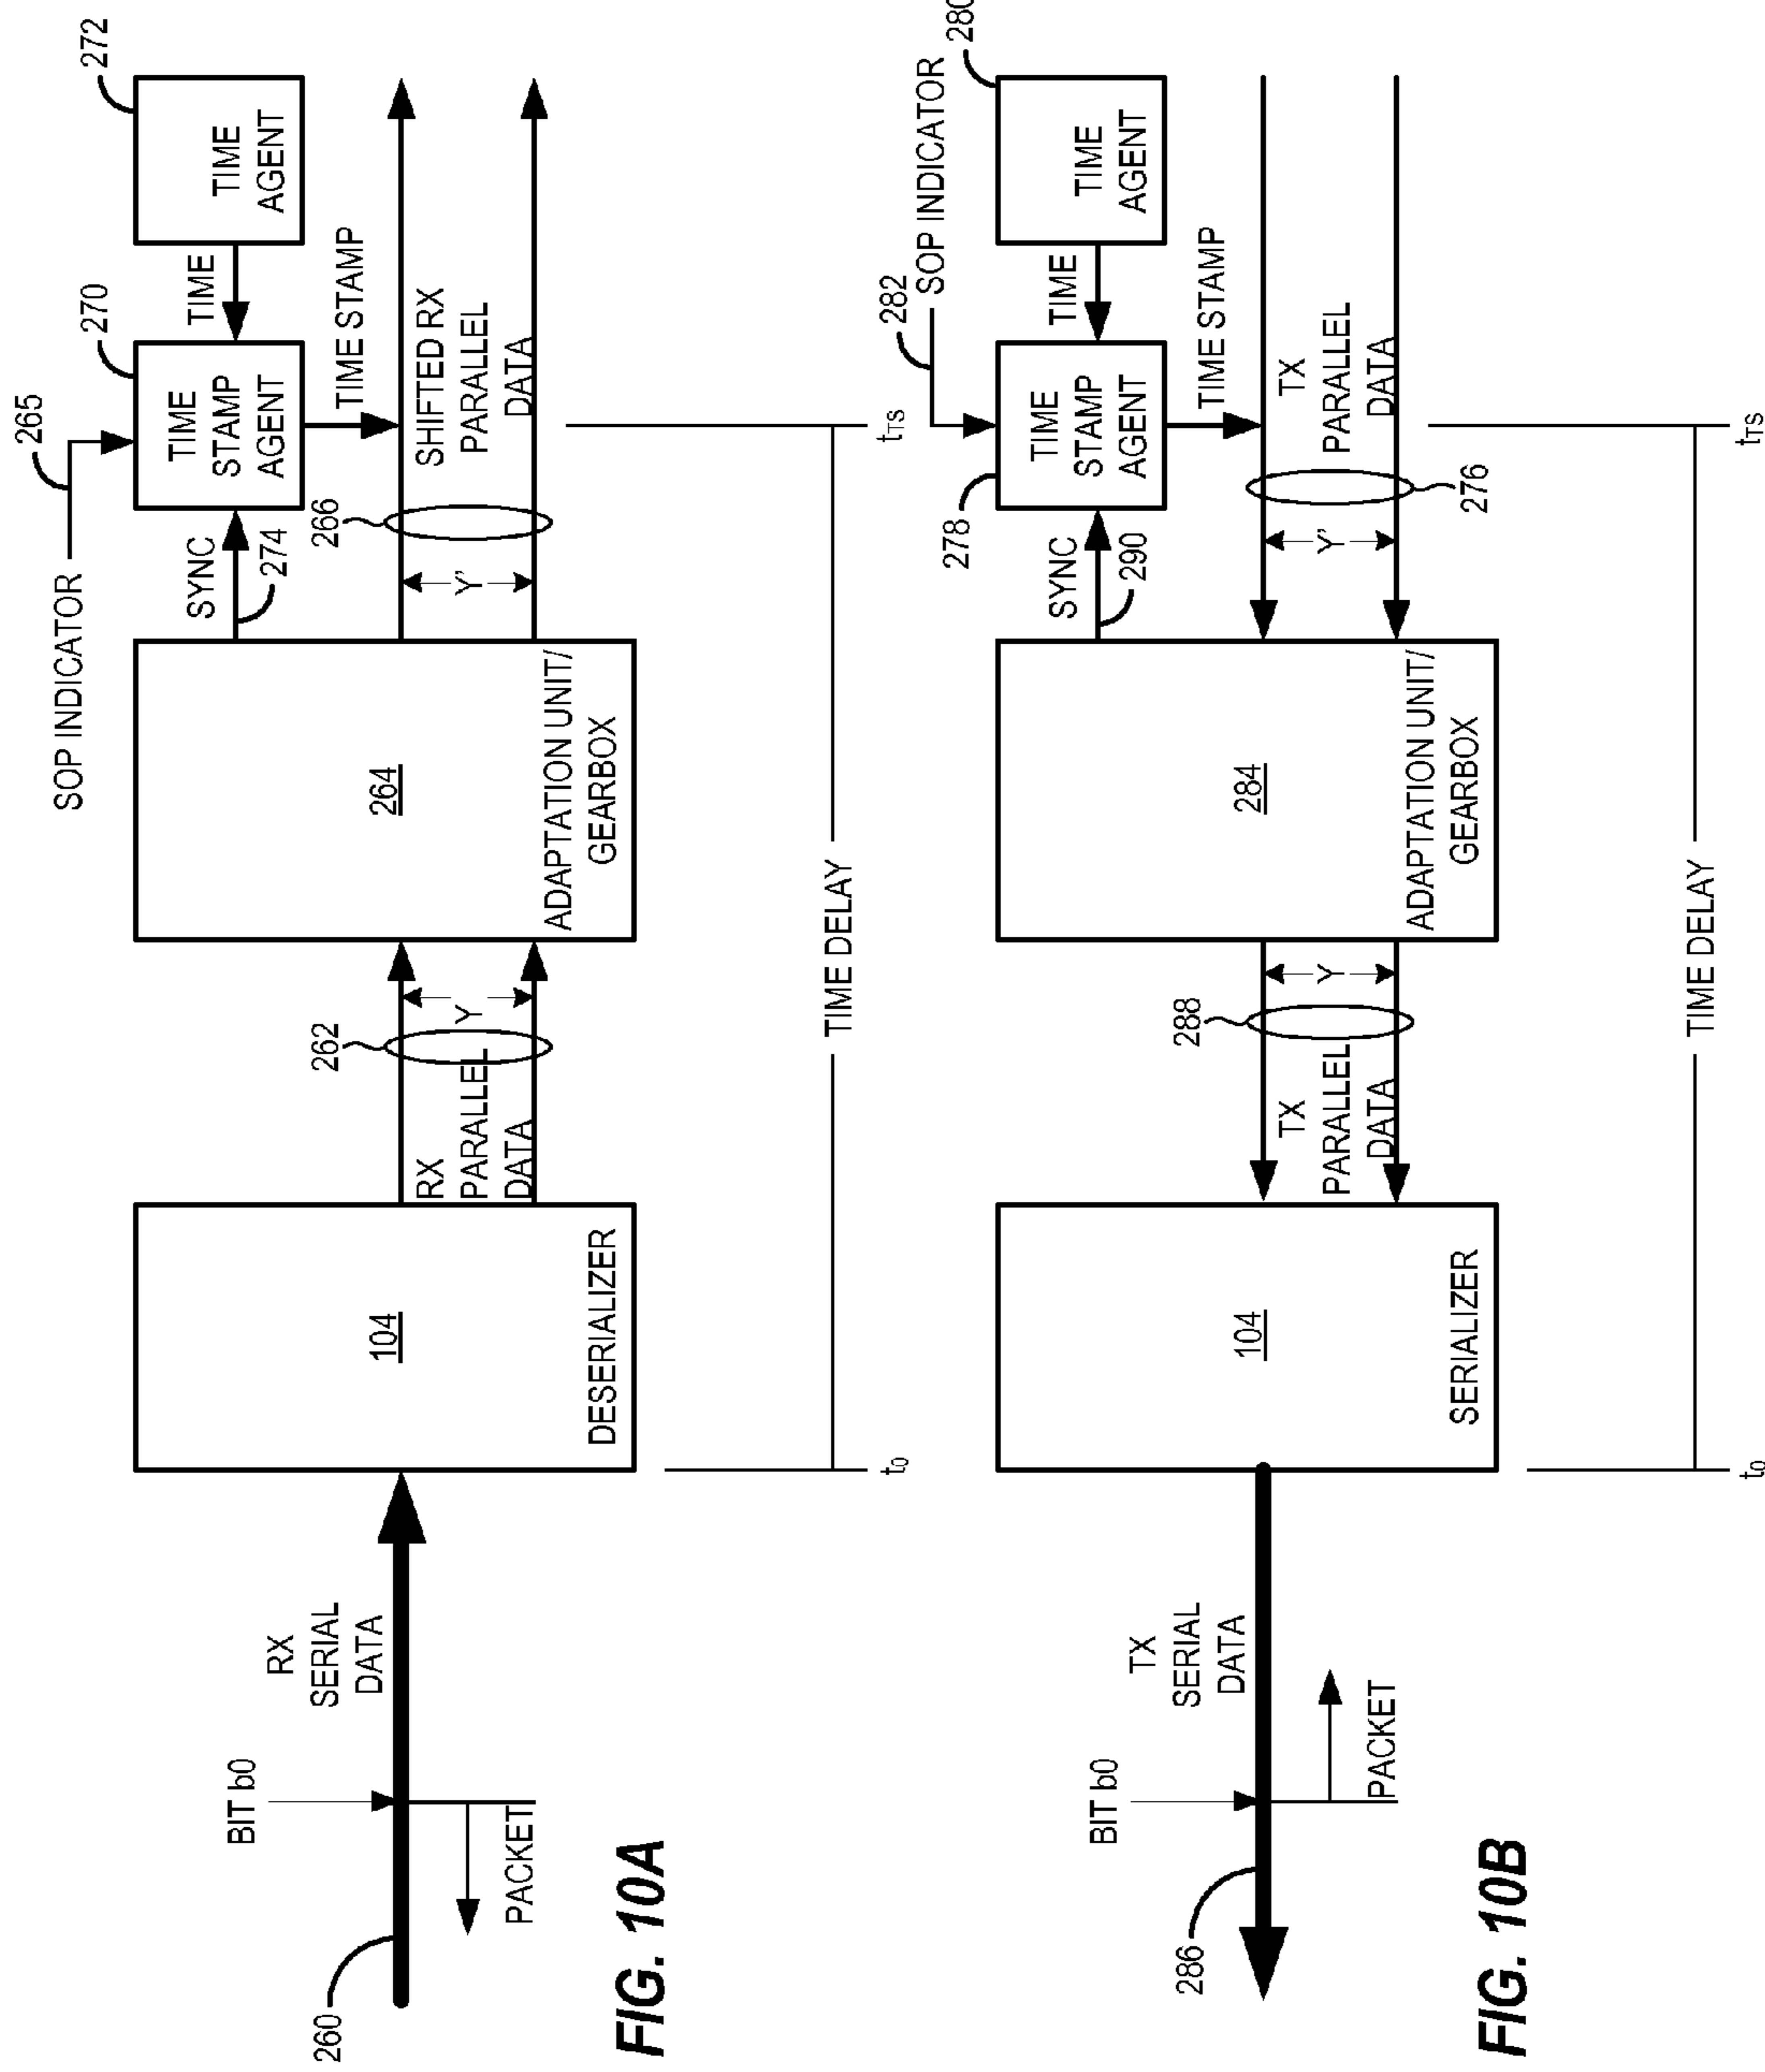 260
BIT b0
PACKET
RX
SERIAL
DATA
104
DESERIALIZER
RX
PARALLEL
DATA
262
Y
264
ADAPTATION UNIT/
GEARBOX
SOP INDICATOR
265
SYNC
274
266
Y'
270
TIME
STAMP
AGENT
TIME
272
TIME
AGENT
TIME STAMP
SHIFTED RX
PARALLEL
DATA
t0
TIME DELAY
tTS
FIG. 10A
286
BIT b0
PACKET
TX
SERIAL
DATA
104
SERIALIZER
TX
PARALLEL
DATA
288
Y
284
ADAPTATION UNIT/
GEARBOX
SYNC
290
278
TIME
STAMP
AGENT
282
SOP INDICATOR
TIME
280
TIME
AGENT
TIME STAMP
TX
PARALLEL
DATA
Y'
276
t0
TIME DELAY
tTS
FIG. 10B